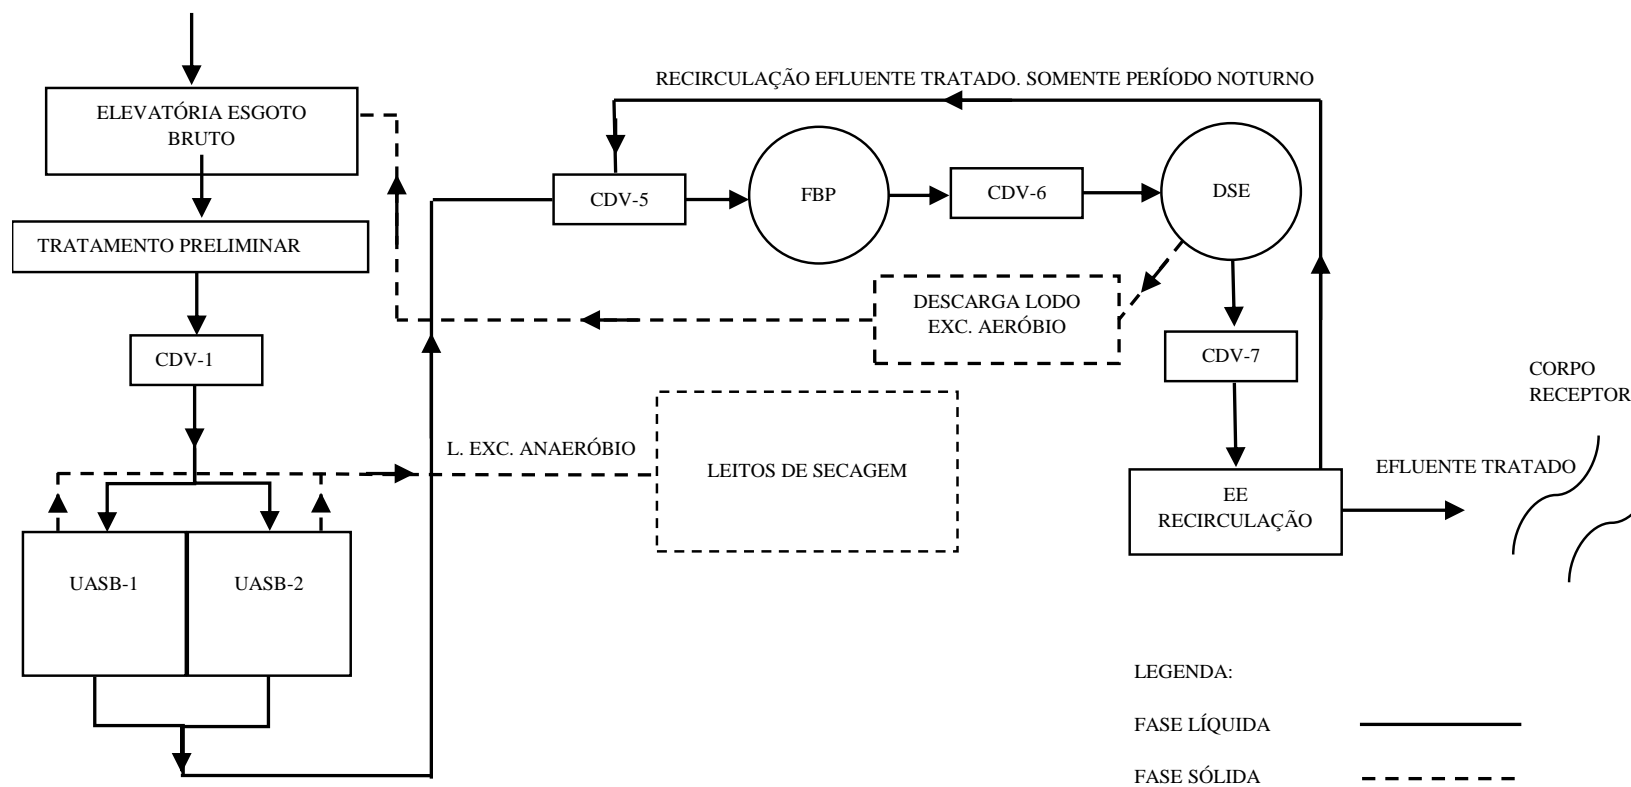 RECIRCULAÇÃO EFLUENTE TRATADO. SOMENTE PERÍODO NOTURNO
ELEVATÓRIA ESGOTO
BRUTO
TRATAMENTO PRELIMINAR
CDV-1
CDV-5
FBP
CDV-6
DSE
DESCARGA LODO
EXC. AERÓBIO
CDV-7
CORPO
RECEPTOR
L. EXC. ANAERÓBIO
LEITOS DE SECAGEM
EFLUENTE TRATADO
EE
RECIRCULAÇÃO
UASB-1
UASB-2
LEGENDA:
FASE LÍQUIDA
FASE SÓLIDA